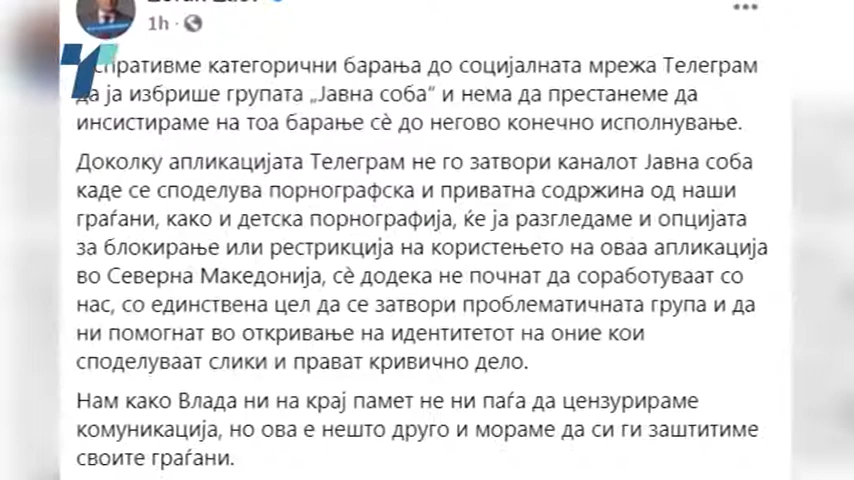 1h ·
спративме категорични барања до социјалната мрежа Телеграм
да ја избрише групата „Јавна соба“ и нема да престанеме да
инсистираме на тоа барање сѐ до негово конечно исполнување.
Доколку апликацијата Телеграм не го затвори каналот Јавна соба
каде се споделува порнографска и приватна содржина од наши
граѓани, како и детска порнографија, ќе ја разгледаме и опцијата
за блокирање или рестрикција на користењето на оваа апликација
во Северна Македонија, сѐ додека не почнат да соработуваат со
нас, со единствена цел да се затвори проблематичната група и да
ни помогнат во откривање на идентитетот на оние кои
споделуваат слики и прават кривично дело.
Нам како Влада ни на крај памет не ни паѓа да цензурираме
комуникација, но ова е нешто друго и мораме да си ги заштитиме
своите граѓани.